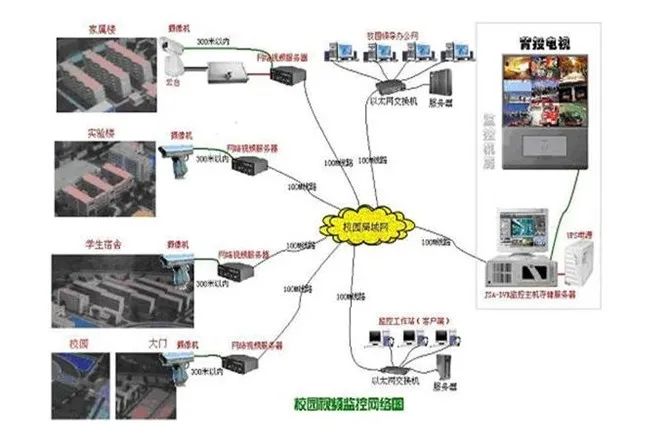 家属楼
摄像机
300米以内
网络视频服务器
云台
100M线路
校园领导办公网
以太网交换机
服务器
100M线路
背投电视
监控机房
实验楼
摄像机
300米以内
网络视频服务器
100M线路
校园局域网
100M线路
UPS电源
JSA-DVR监控主机存储服务器
学生宿舍
摄像机
300米以内
网络视频服务器
100M线路
校园
大门
摄像机
300米以内
网络视频服务器
100M线路
100M线路
监控工作站(客户端)
以太网交换机
服务器
校园视频监控网络图